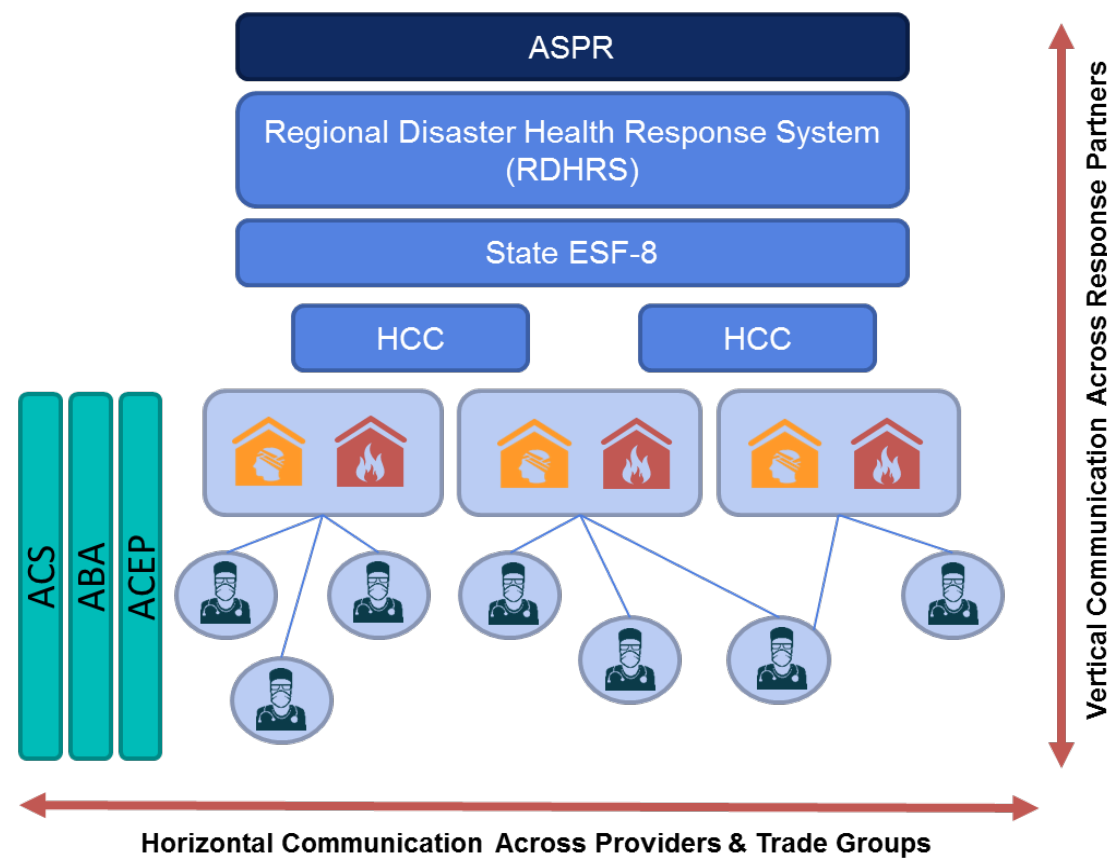 ASPR
Regional Disaster Health Response System
(RDHRS)
State ESF-8
HCC
HCC
ACS
ABA
ACEP
Vertical Communication Across Response Partners
Horizontal Communication Across Providers & Trade Groups